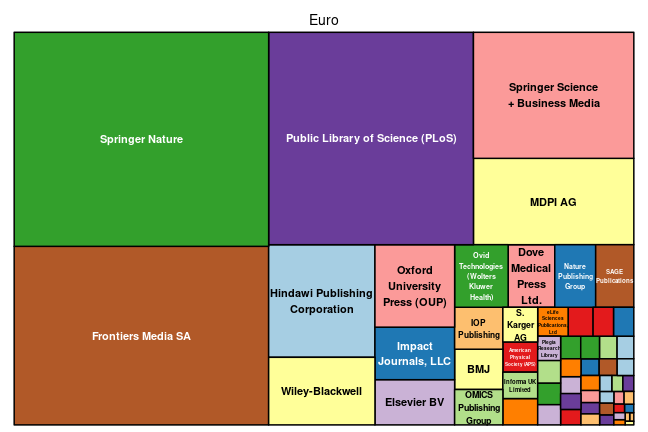 Euro
Springer Nature
Public Library of Science (PLoS)
Springer Science
+ Business Media
MDPI AG
Frontiers Media SA
Hindawi Publishing
Corporation
Wiley-Blackwell
Oxford
University
Press (OUP)
Impact
Journals, LLC
Elsevier BV
Ovid
Technologies
(Wolters
Kluwer
Health)
Dove
Medical
Press
Ltd.
Nature
Publishing
Group
SAGE
Publications
IOP
Publishing
BMJ
OMICS
Publishing
Group
S.
Karger
AG
American
Physical
Society (APS)
Informa UK
Limited
eLife
Sciences
Publications,
Ltd
Pleiades
Research
Library